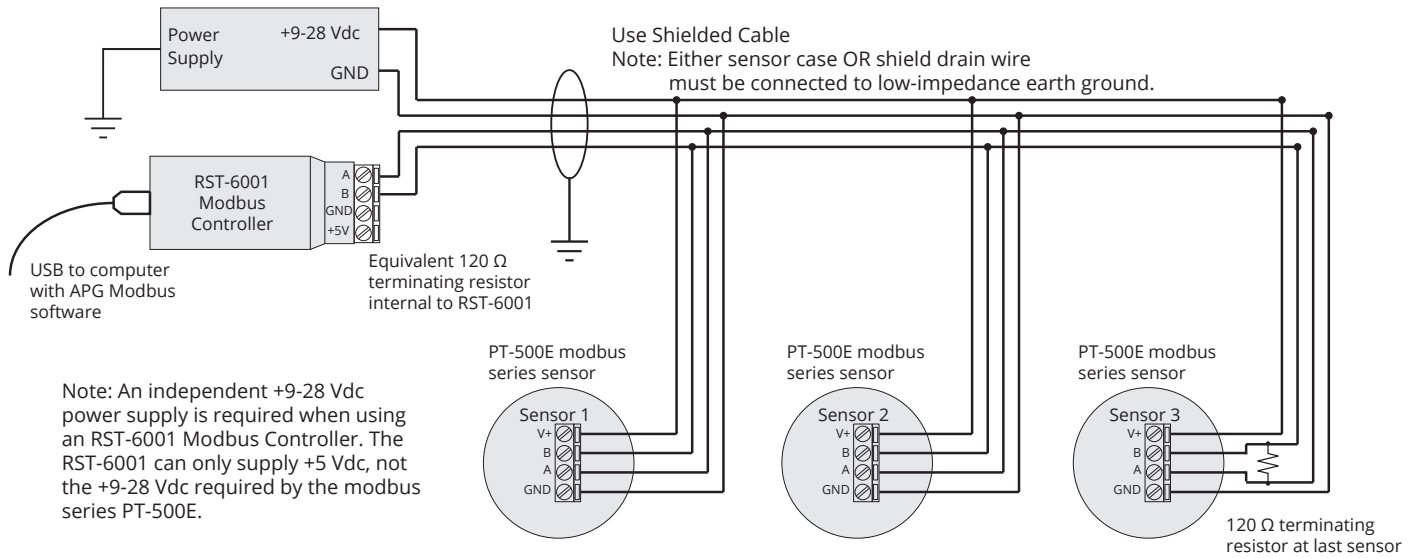 Power
Supply
+9-28 Vdc
GND
Use Shielded Cable
Note: Either sensor case OR shield drain wire
must be connected to low-impedance earth ground.
RST-6001
Modbus
Controller
A
B
GND
+5V
USB to computer
with APG Modbus
software
Equivalent 120 Ω
terminating resistor
internal to RST-6001
Note: An independent +9-28 Vdc
power supply is required when using
an RST-6001 Modbus Controller. The
RST-6001 can only supply +5 Vdc, not
the +9-28 Vdc required by the modbus
series PT-500E.
PT-500E modbus
series sensor
Sensor 1
V+
B
A
GND
PT-500E modbus
series sensor
Sensor 2
V+
B
A
GND
PT-500E modbus
series sensor
Sensor 3
V+
B
A
GND
120 Ω terminating
resistor at last sensor